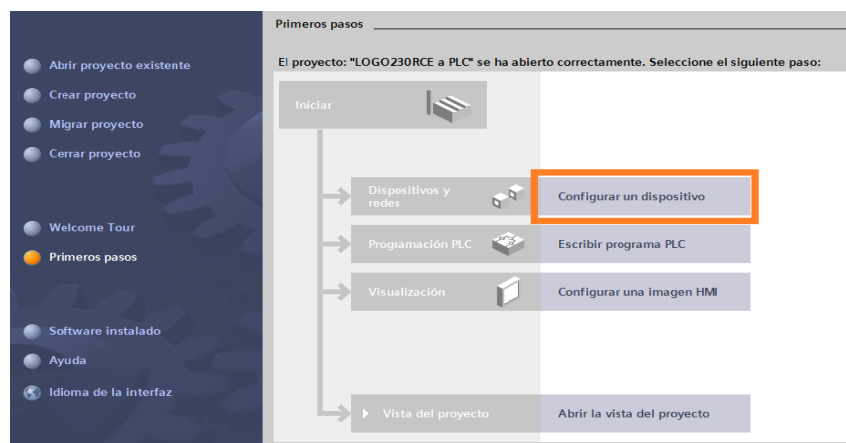 Primeros pasos
El proyecto: "LOGO230RCE a PLC" se ha abierto correctamente. Seleccione el siguiente paso:
Abrir proyecto existente
Crear proyecto
Migrar proyecto
Cerrar proyecto
Welcome Tour
Primeros pasos
Software instalado
Ayuda
Idioma de la interfaz
Iniciar
Dispositivos y
redes
Configurar un dispositivo
Programación PLC
Escribir programa PLC
Visualización
Configurar una imagen HMI
Vista del proyecto
Abrir la vista del proyecto